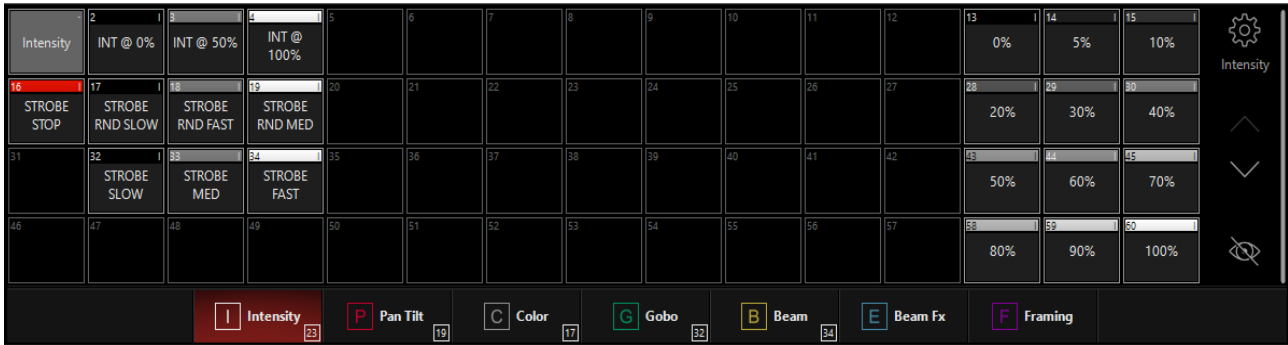 - 2 I 3 I 4 I 5 6 7 8 9 10 11 12 13 I 14 I 15 I
Intensity INT @ 0% INT @ 50% INT @ 100% 0% 5% 10%
Intensity
16 I 17 I 18 I 19 I 20 21 22 23 24 25 26 27 28 I 29 I 30 I
STROBE STOP STROBE RND SLOW STROBE RND FAST STROBE RND MED 20% 30% 40%
31 32 I 33 I 34 I 35 36 37 38 39 40 41 42 43 I 44 I 45 I
STROBE SLOW STROBE MED STROBE FAST 50% 60% 70%
46 47 48 49 50 51 52 53 54 55 56 57 58 I 59 I 60 I
80% 90% 100%
I Intensity 23 P Pan Tilt 19 C Color 17 G Gobo 32 B Beam 34 E Beam Fx F Framing